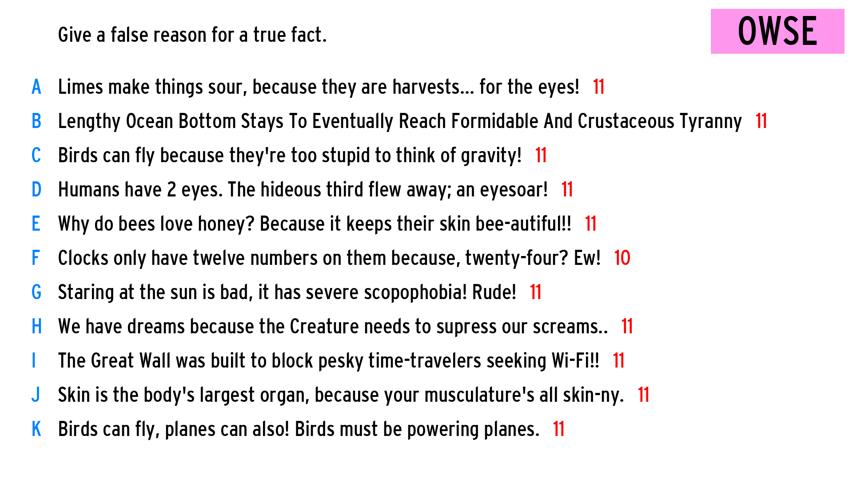 Give a false reason for a true fact.
OWSE
A Limes make things sour, because they are harvests... for the eyes! 11
B Lengthy Ocean Bottom Stays To Eventually Reach Formidable And Crustaceous Tyranny 11
C Birds can fly because they're too stupid to think of gravity! 11
D Humans have 2 eyes. The hideous third flew away; an eyesoar! 11
E Why do bees love honey? Because it keeps their skin bee-autiful!! 11
F Clocks only have twelve numbers on them because, twenty-four? Ew! 10
G Staring at the sun is bad, it has severe scopophobia! Rude! 11
H We have dreams because the Creature needs to supress our screams.. 11
I The Great Wall was built to block pesky time-travelers seeking Wi-Fi!! 11
J Skin is the body's largest organ, because your musculature's all skin-ny. 11
K Birds can fly, planes can also! Birds must be powering planes. 11